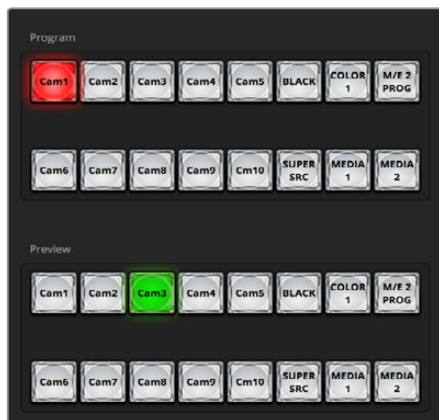 Program
Cam1 Cam2 Cam3 Cam4 Cam5 BLACK COLOR 1 M/E 2 PROG
Cam6 Cam7 Cam8 Cam9 Cm10 SUPER SRC MEDIA 1 MEDIA 2
Preview
Cam1 Cam2 Cam3 Cam4 Cam5 BLACK COLOR 1 M/E 2 PROG
Cam6 Cam7 Cam8 Cam9 Cm10 SUPER SRC MEDIA 1 MEDIA 2